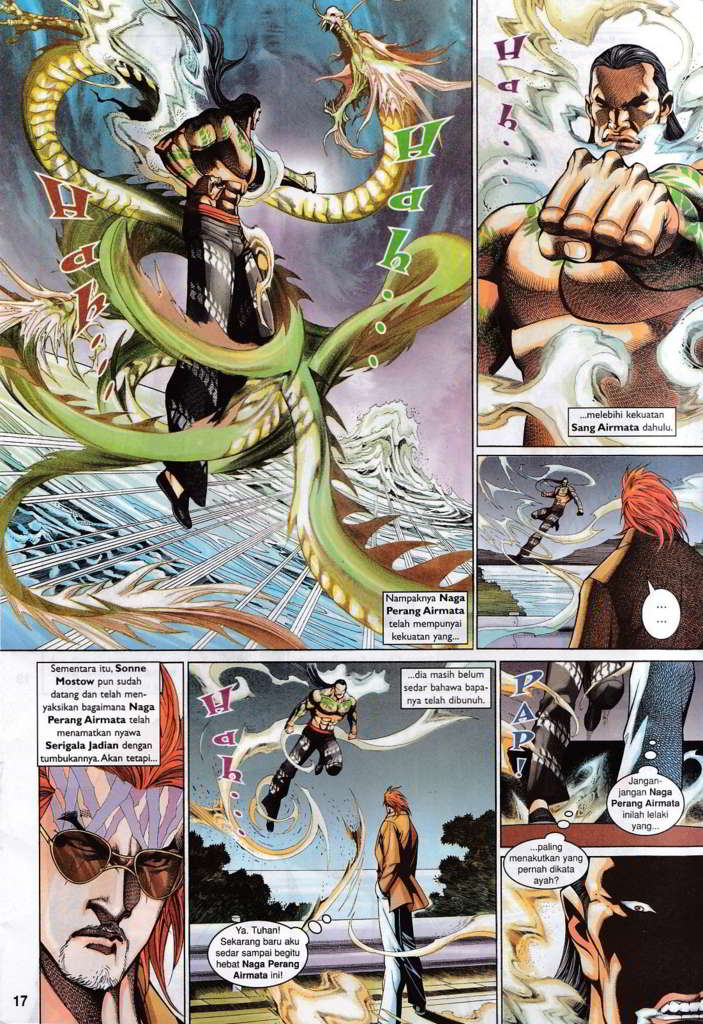 Hah...
Hah...
Nampaknya Naga
Perang Airmata
telah mempunyai
kekuatan yang...
Hah...
...melebihi kekuatan
Sang Airmata dahulu.
...
...
Sementara itu, Sonne
Mostow pun sudah
datang dan telah men-
yaksikan bagaimana Naga
Perang Airmata telah
menamatkan nyawa
Serigala Jadian dengan
tumbukannya. Akan tetapi...
Hah...
...dia masih belum
sedar bahawa bapa-
nya telah dibunuh.
Ya. Tuhan!
Sekarang baru aku
sedar sampai begitu
hebat Naga Perang
Airmata ini!
PAP!
Jangan-
jangan Naga
Perang Airmata
inilah lelaki
yang...
...paling
menakutkan yang
pernah dikata
ayah?
17